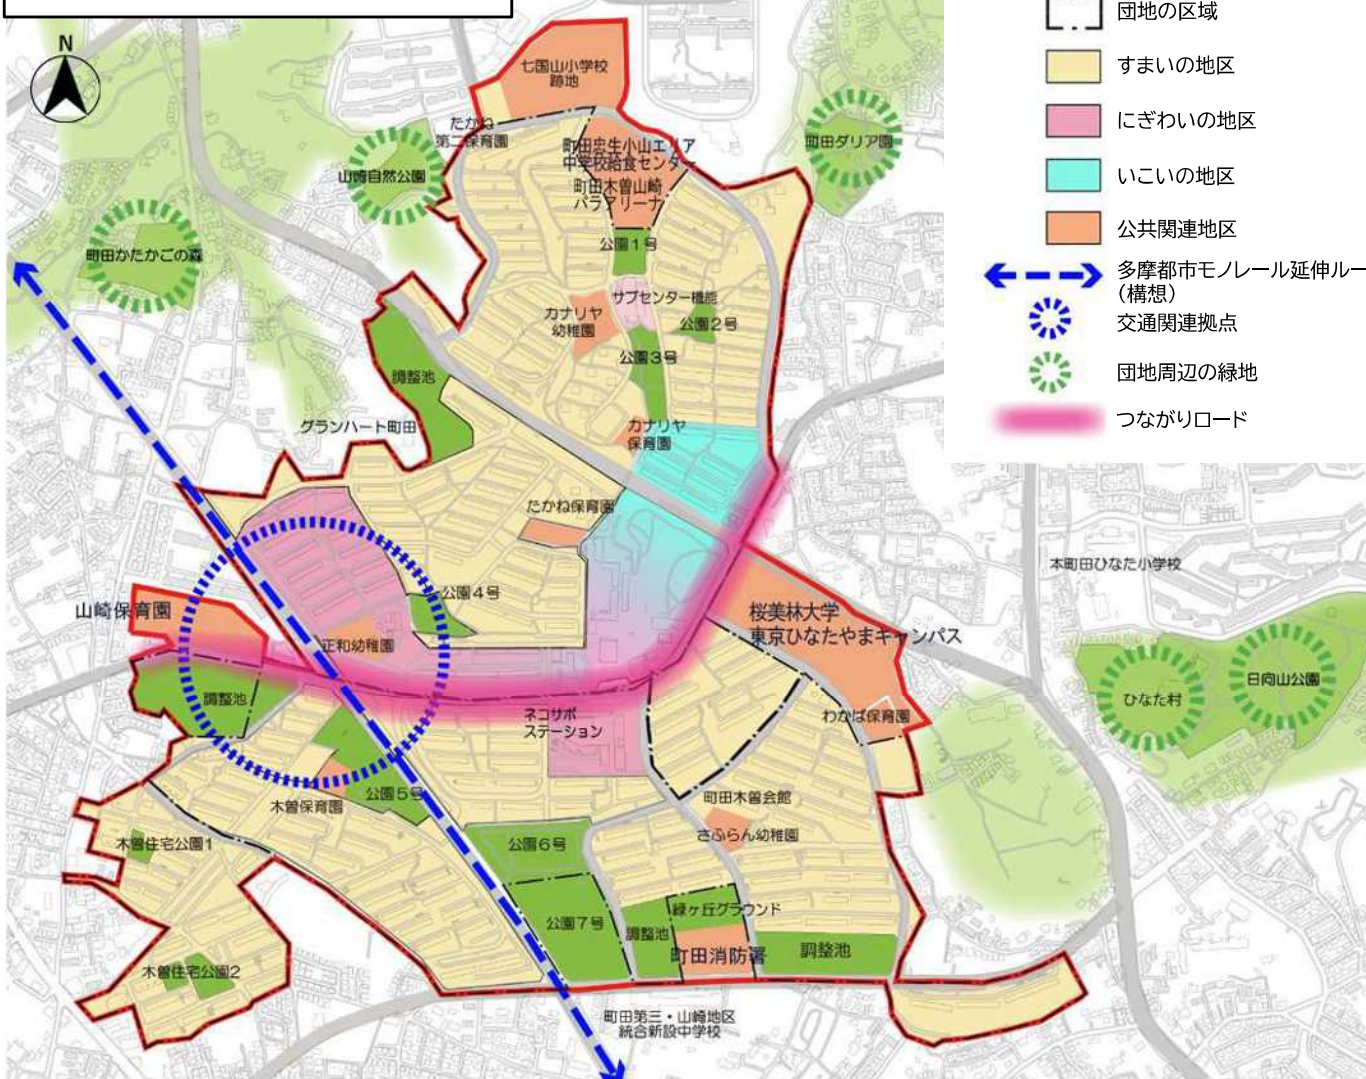 N
七国山小学校
跡地
たかね
第二保育園
町田忠生小山エリア
中学校給食センター
町田木曽山崎
パラアリーナ
町田ダリア園
山崎自然公園
町田かたかごの森
公園1号
サブセンター機能
カナリヤ
幼稚園
公園2号
公園3号
調整池
グランハート町田
カナリヤ
保育園
たかね保育園
公園4号
山崎保育園
正和幼稚園
調整池
桜美林大学
東京ひなたやまキャンパス
本町田ひなた小学校
ひなた村
日向山公園
わかば保育園
ネコサポ
ステーション
木曽保育園
公園5号
町田木曽会館
さふらん幼稚園
木曽住宅公園1
公園6号
公園7号
緑ヶ丘グラウンド
調整池
町田消防署
調整池
木曽住宅公園2
町田第三・山崎地区
統合新設中学校
団地の区域
すまいの地区
にぎわいの地区
いこいの地区
公共関連地区
多摩都市モノレール延伸ルー
(構想)
交通関連拠点
団地周辺の緑地
つながりロード